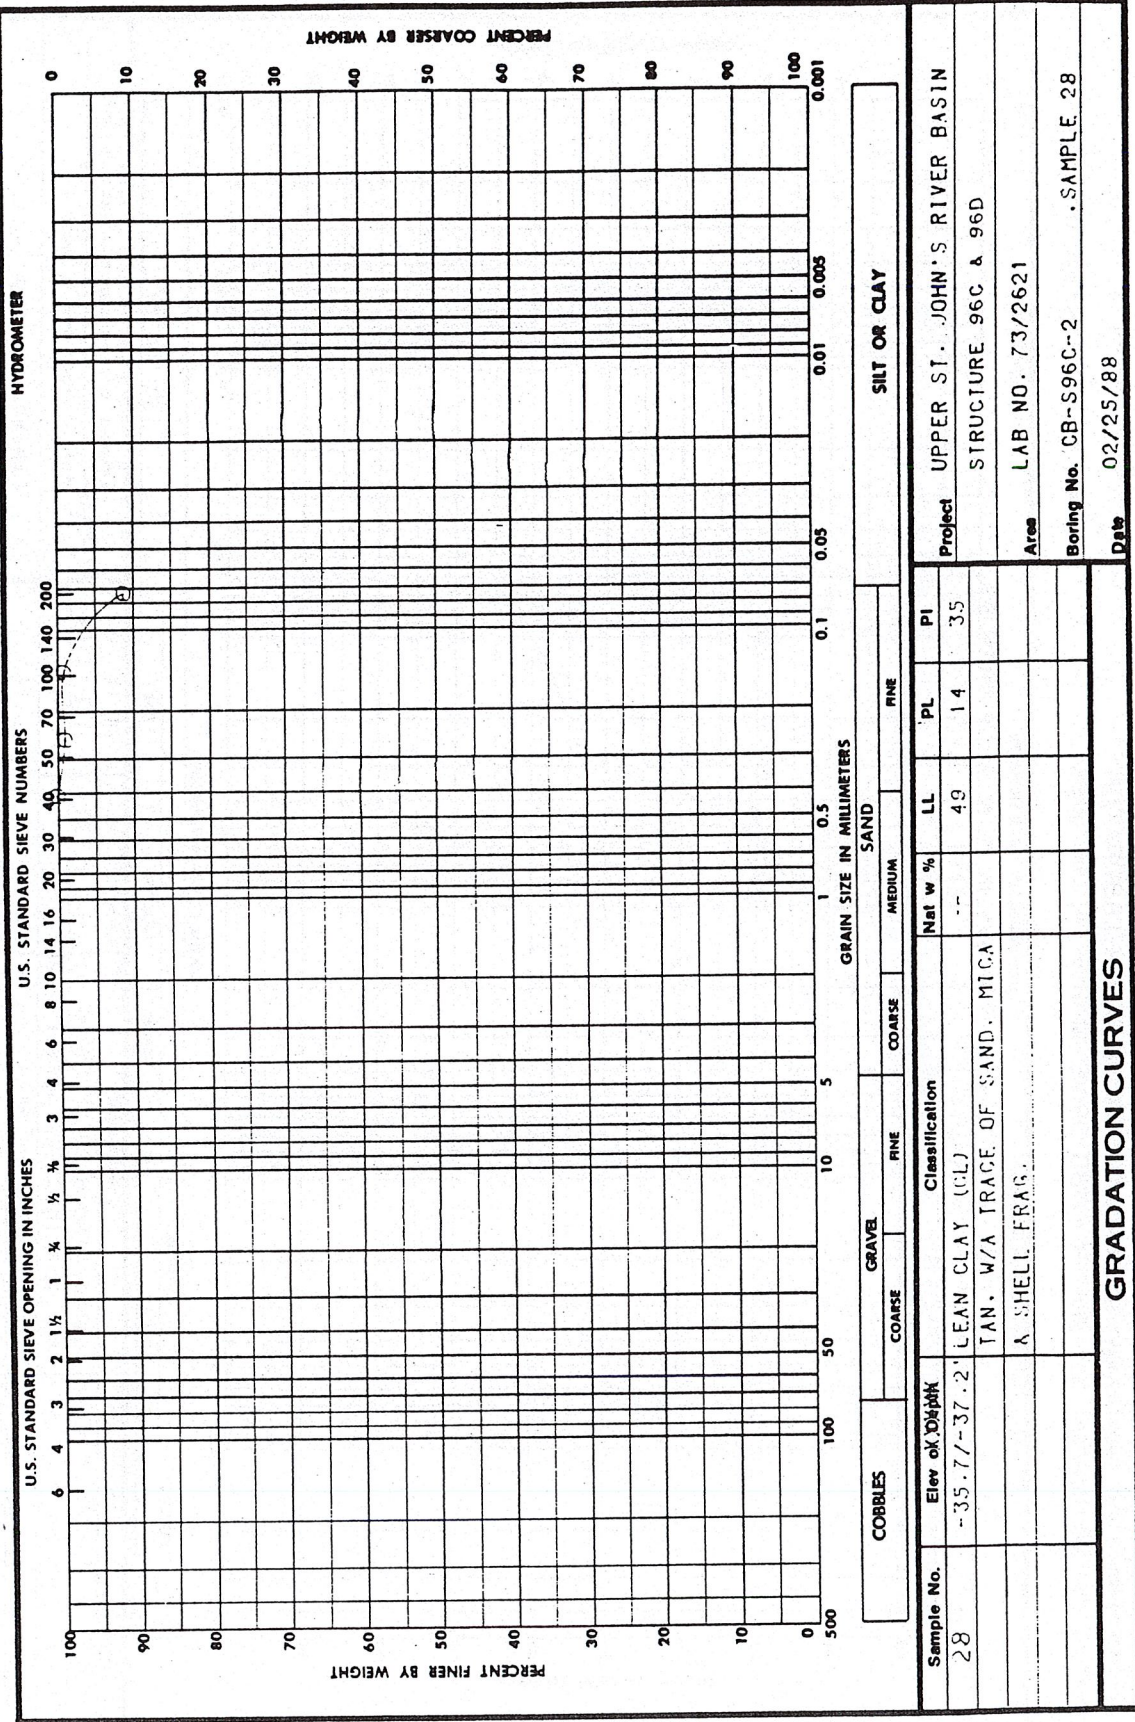 U.S. STANDARD SIEVE OPENING IN INCHES
U.S. STANDARD SIEVE NUMBERS
HYDROMETER
6 4 3 2 1½ 1 ¾ ½ ⅜ 3 4 6 8 10 14 16 20 30 40 50 70 100 140 200
PERCENT FINER BY WEIGHT
100
90
80
70
60
50
40
30
20
10
0
PERCENT COARSER BY WEIGHT
0
10
20
30
40
50
60
70
80
90
100
500 100 50 10 5 1 0.5 0.1 0.05 0.01 0.005 0.001
GRAIN SIZE IN MILLIMETERS
COBBLES
GRAVEL
COARSE
FINE
SAND
COARSE
MEDIUM
FINE
SILT OR CLAY
Sample No.
Elev or Depth
Classification
Nat w %
LL
PL
PI
28
-35.7/-37.2'
LEAN CLAY (CL)
--
49
14
35
TAN, W/A TRACE OF SAND, MICA
& SHELL FRAG.
Project UPPER ST. JOHN'S RIVER BASIN
STRUCTURE 96C & 96D
Area LAB NO. 73/2621
Boring No. CB-S96C-2 , SAMPLE 28
Date 02/25/88
GRADATION CURVES